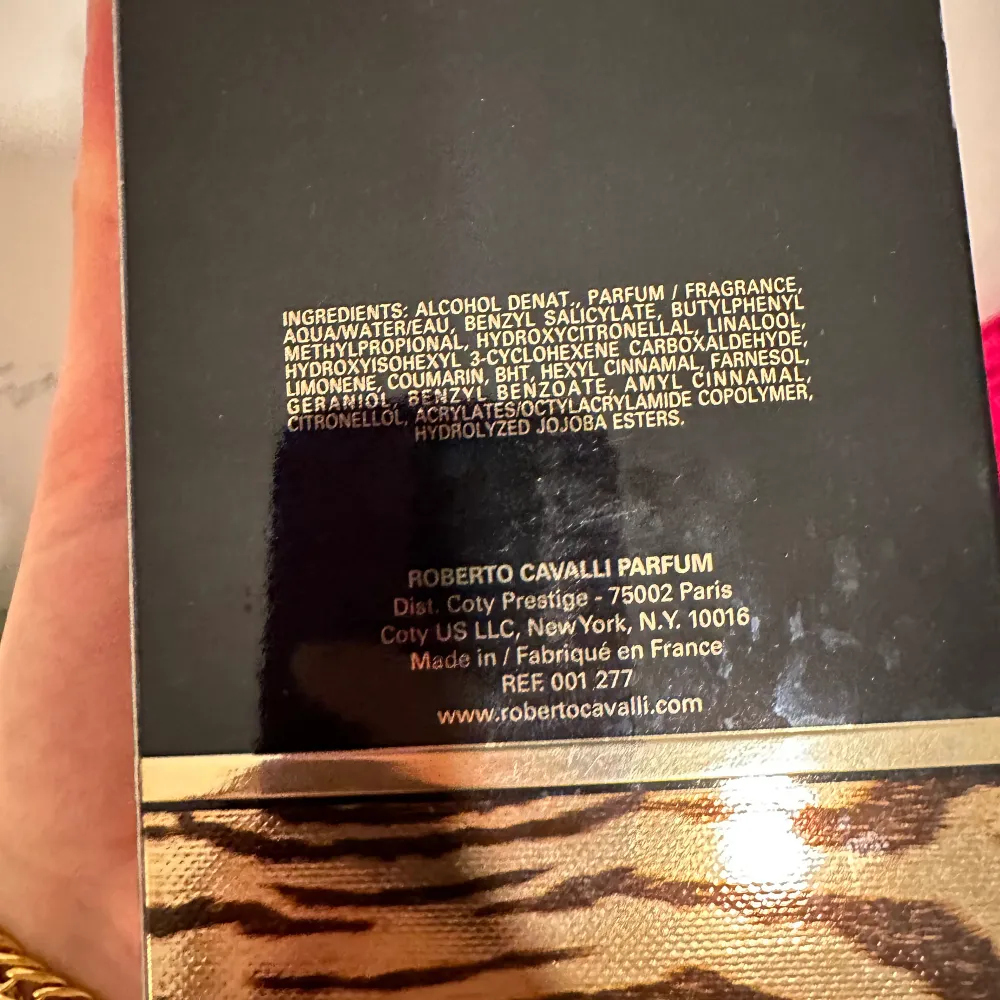 INGREDIENTS: ALCOHOL DENAT., PARFUM / FRAGRANCE,
AQUA/WATER/EAU, BENZYL SALICYLATE, BUTYLPHENYL
METHYLPROPIONAL, HYDROXYCITRONELLAL, LINALOOL,
HYDROXYISOHEXYL 3-CYCLOHEXENE CARBOXALDEHYDE,
LIMONENE, COUMARIN, BHT, HEXYL CINNAMAL, FARNESOL,
GERANIOL, BENZYL BENZOATE, AMYL CINNAMAL,
CITRONELLOL, ACRYLATES/OCTYLACRYLAMIDE COPOLYMER,
HYDROLYZED JOJOBA ESTERS.
ROBERTO CAVALLI PARFUM
Dist. Coty Prestige - 75002 Paris
Coty US LLC, New York, N.Y. 10016
Made in / Fabriqué en France
REF. 001 277
www.robertocavalli.com